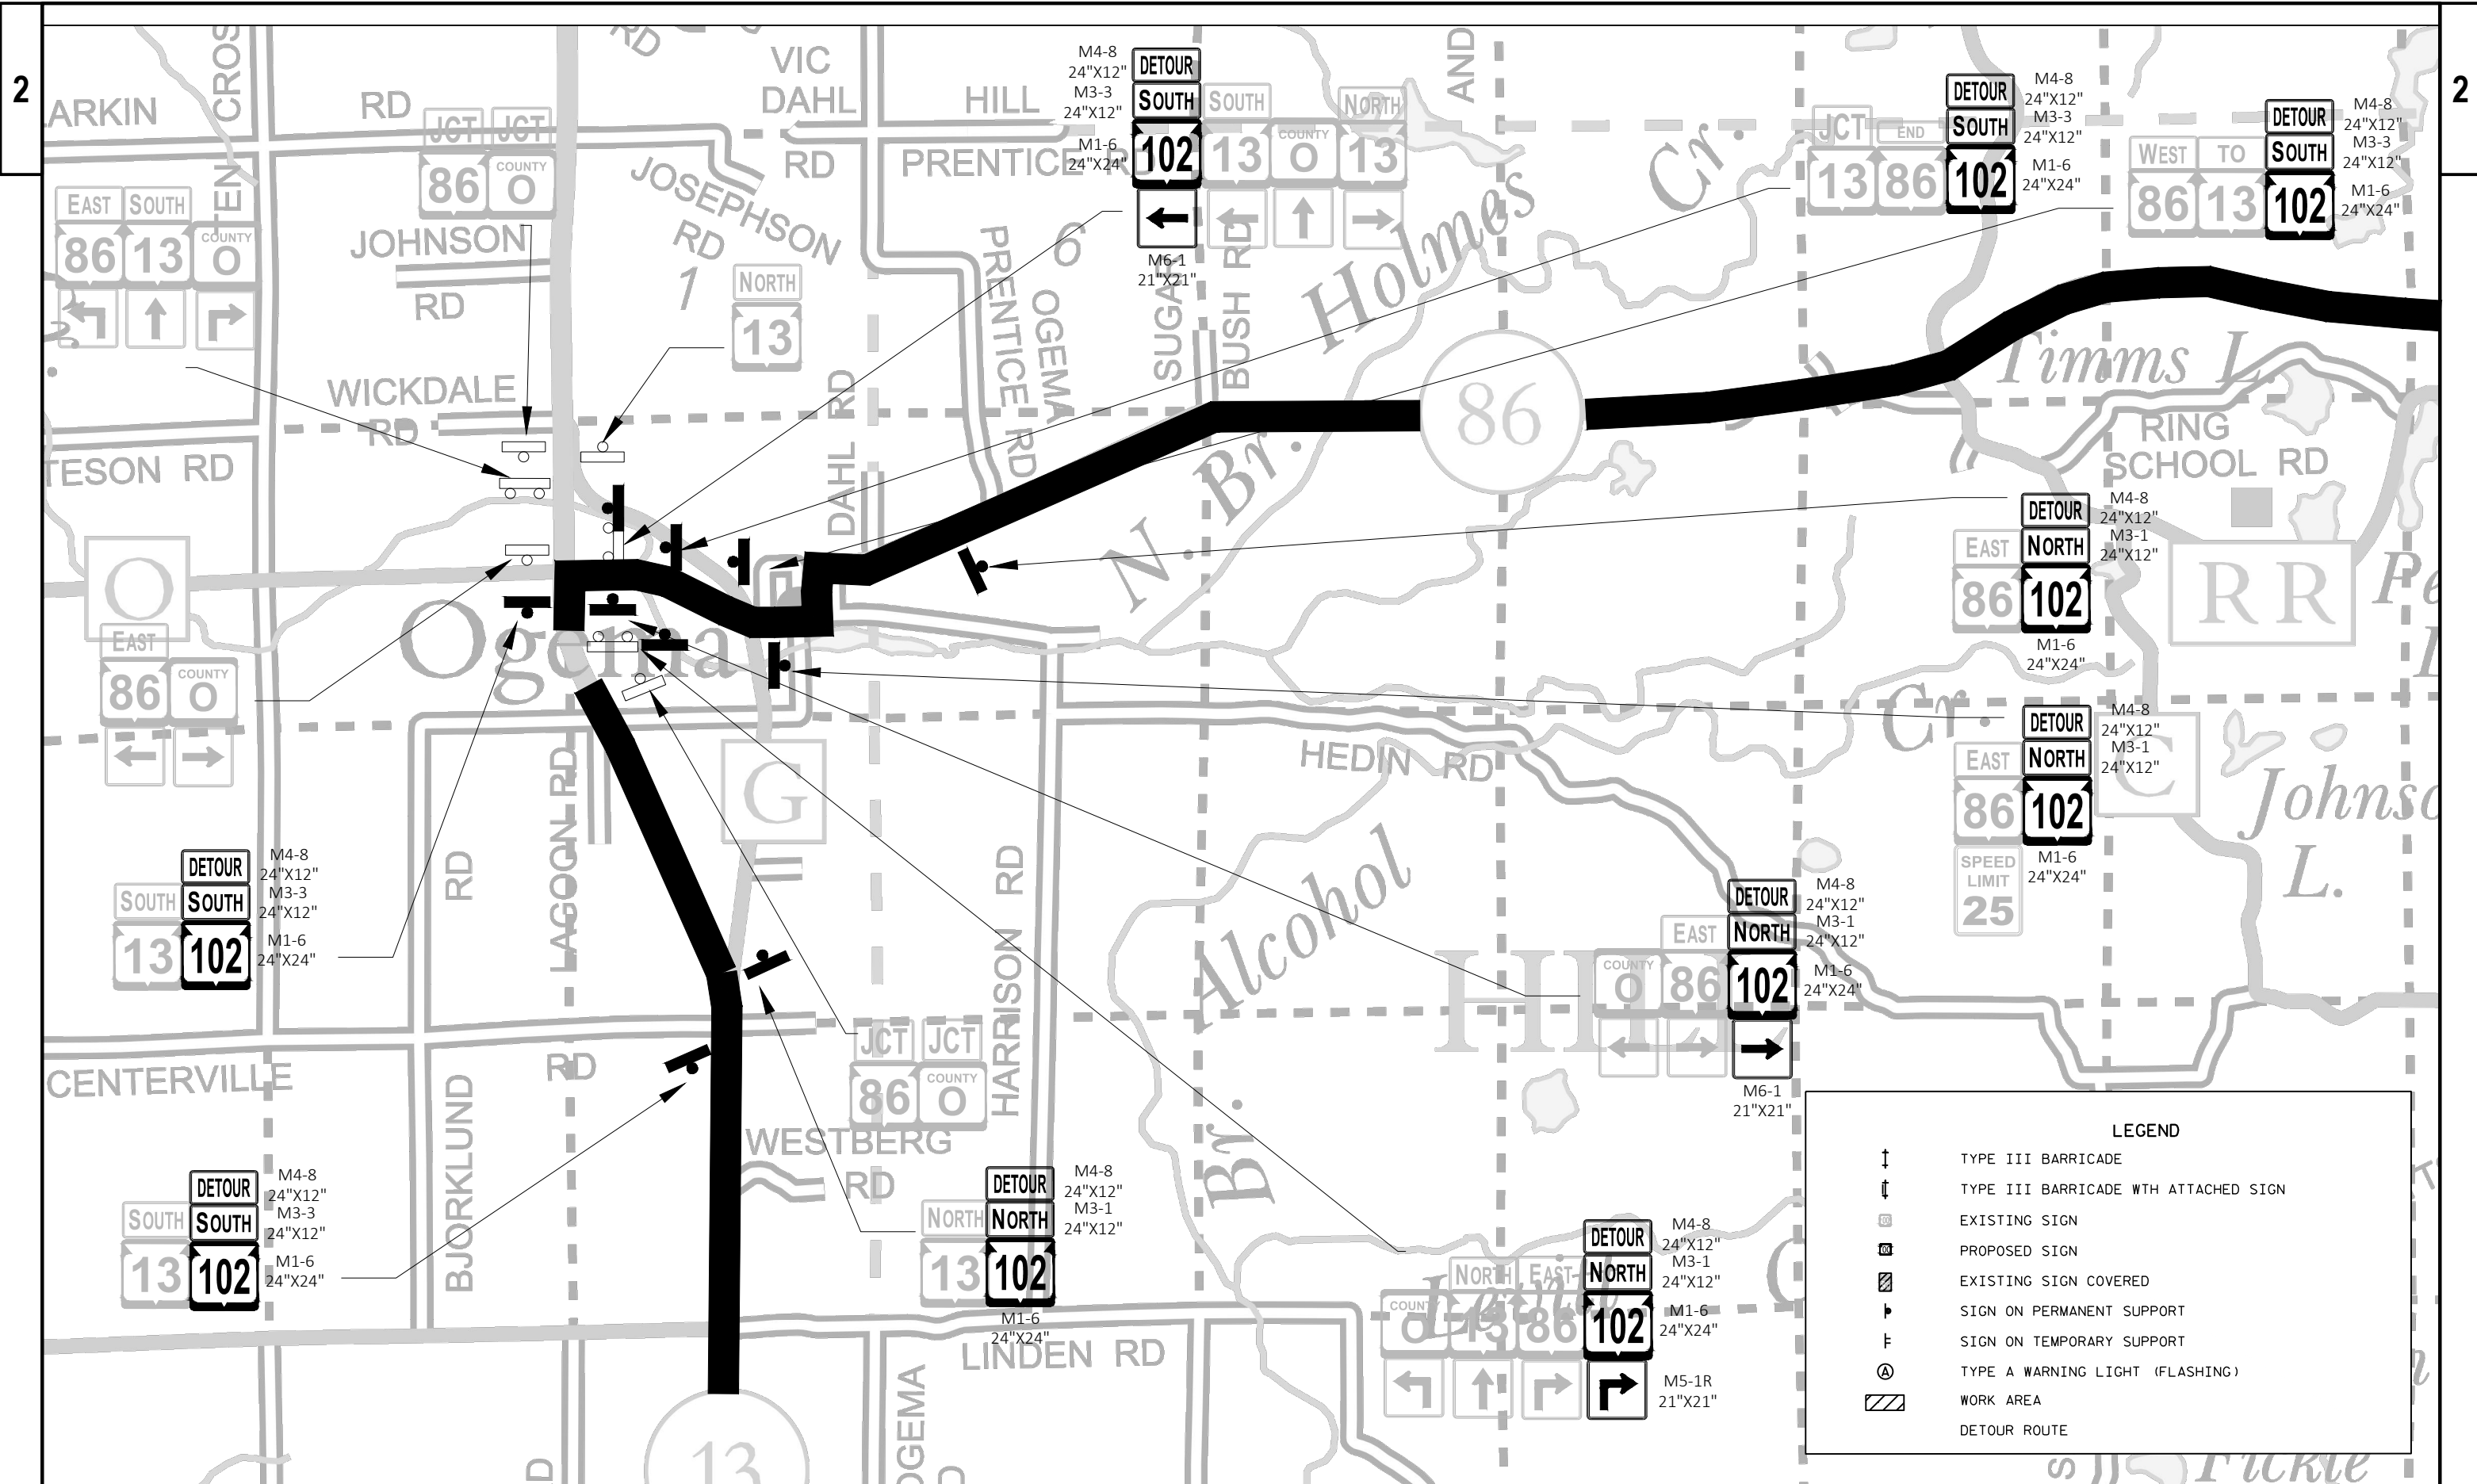 2
2
ARKIN
RD
TEN
CROS
RD
VIC
DAHL
HILL
RD
PRENTICE RD
AND
JCT
JCT
86
COUNTY
O
EAST
SOUTH
86
13
COUNTY
O
JOHNSON
RD
JOSEPHSON
RD
1
6
NORTH
13
WICKDALE
RD
TESON RD
M4-8
24"X12"
M3-3
24"X12"
M1-6
24"X24"
DETOUR
SOUTH
102
SOUTH
13
COUNTY
O
NORTH
13
M6-1
21"X21"
PRENTICE RD
OGEMA
SUGAR
BUSH RD
DAHL RD
N. Br.
Holmes
Cr.
JCT
13
END
86
DETOUR
SOUTH
102
M4-8
24"X12"
M3-3
24"X12"
M1-6
24"X24"
WEST
86
TO
13
DETOUR
SOUTH
102
M4-8
24"X12"
M3-3
24"X12"
M1-6
24"X24"
86
Timms L.
RING
SCHOOL RD
DETOUR
EAST
NORTH
86
102
M4-8
24"X12"
M3-1
24"X12"
M1-6
24"X24"
RR
O
Ogema
EAST
86
COUNTY
O
G
HEDIN RD
Cr.
DETOUR
EAST
NORTH
86
102
M4-8
24"X12"
M3-1
24"X12"
M1-6
24"X24"
SPEED
LIMIT
25
C
Johnso
L.
DETOUR
SOUTH
SOUTH
13
102
M4-8
24"X12"
M3-3
24"X12"
M1-6
24"X24"
RD
LAGOON RD
HARRISON RD
Alcohol
DETOUR
EAST
NORTH
COUNTY
O
86
102
M4-8
24"X12"
M3-1
24"X12"
M1-6
24"X24"
M6-1
21"X21"
CENTERVILLE
RD
BJORKLUND
JCT
JCT
86
COUNTY
O
WESTBERG
RD
Br.
DETOUR
SOUTH
SOUTH
13
102
M4-8
24"X12"
M3-3
24"X12"
M1-6
24"X24"
DETOUR
NORTH
NORTH
13
102
M4-8
24"X12"
M3-1
24"X12"
M1-6
24"X24"
LINDEN RD
OGEMA
13
DETOUR
NORTH
EAST
NORTH
COUNTY
O
13
86
102
M4-8
24"X12"
M3-1
24"X12"
M1-6
24"X24"
M5-1R
21"X21"
LEGEND
TYPE III BARRICADE
TYPE III BARRICADE WTH ATTACHED SIGN
EXISTING SIGN
PROPOSED SIGN
EXISTING SIGN COVERED
SIGN ON PERMANENT SUPPORT
SIGN ON TEMPORARY SUPPORT
A TYPE A WARNING LIGHT (FLASHING)
WORK AREA
DETOUR ROUTE